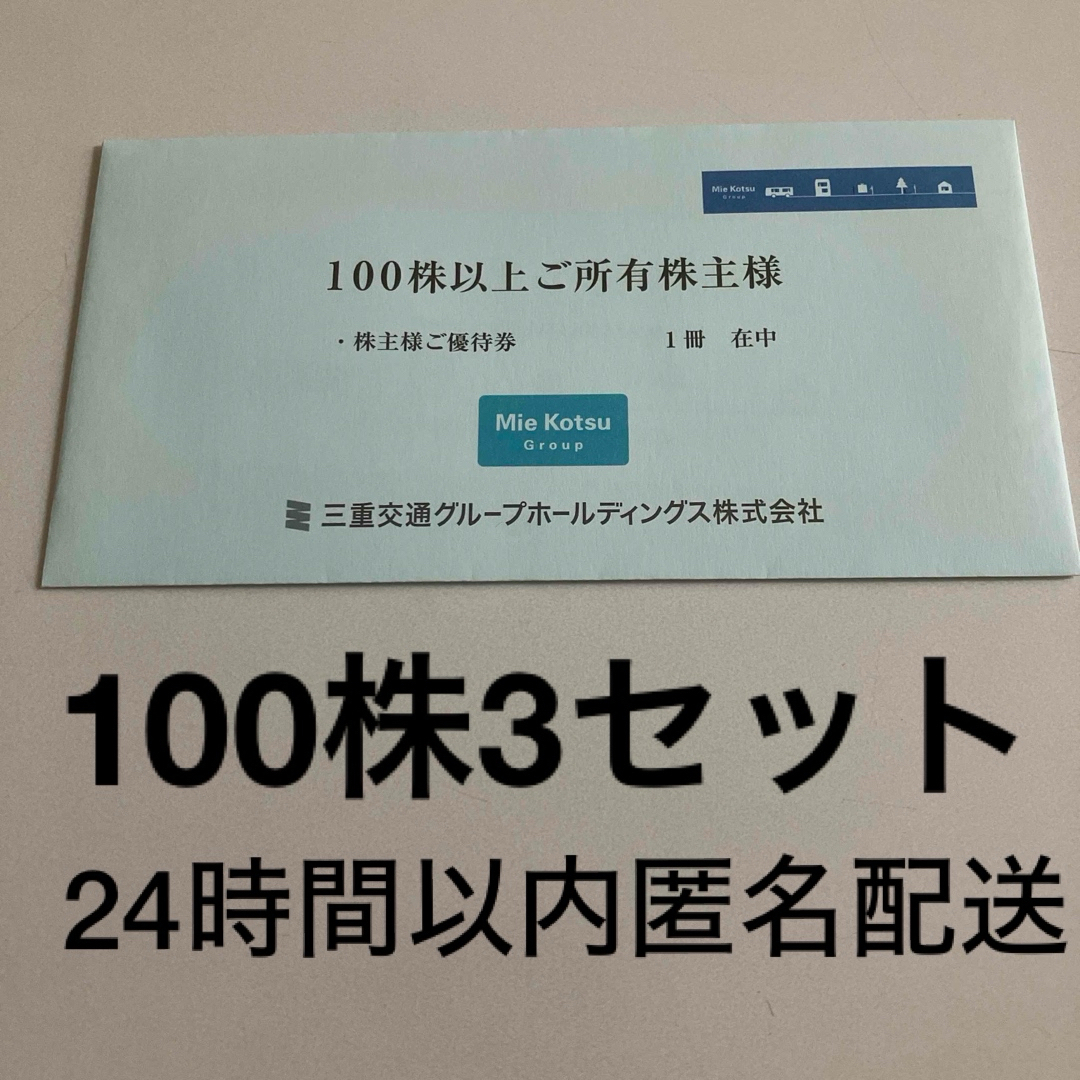 Mie Kotsu
Group
100株以上ご所有株主様
・株主様ご優待券　1冊　在中
Mie Kotsu
Group
三重交通グループホールディングス株式会社
100株3セット
24時間以内匿名配送